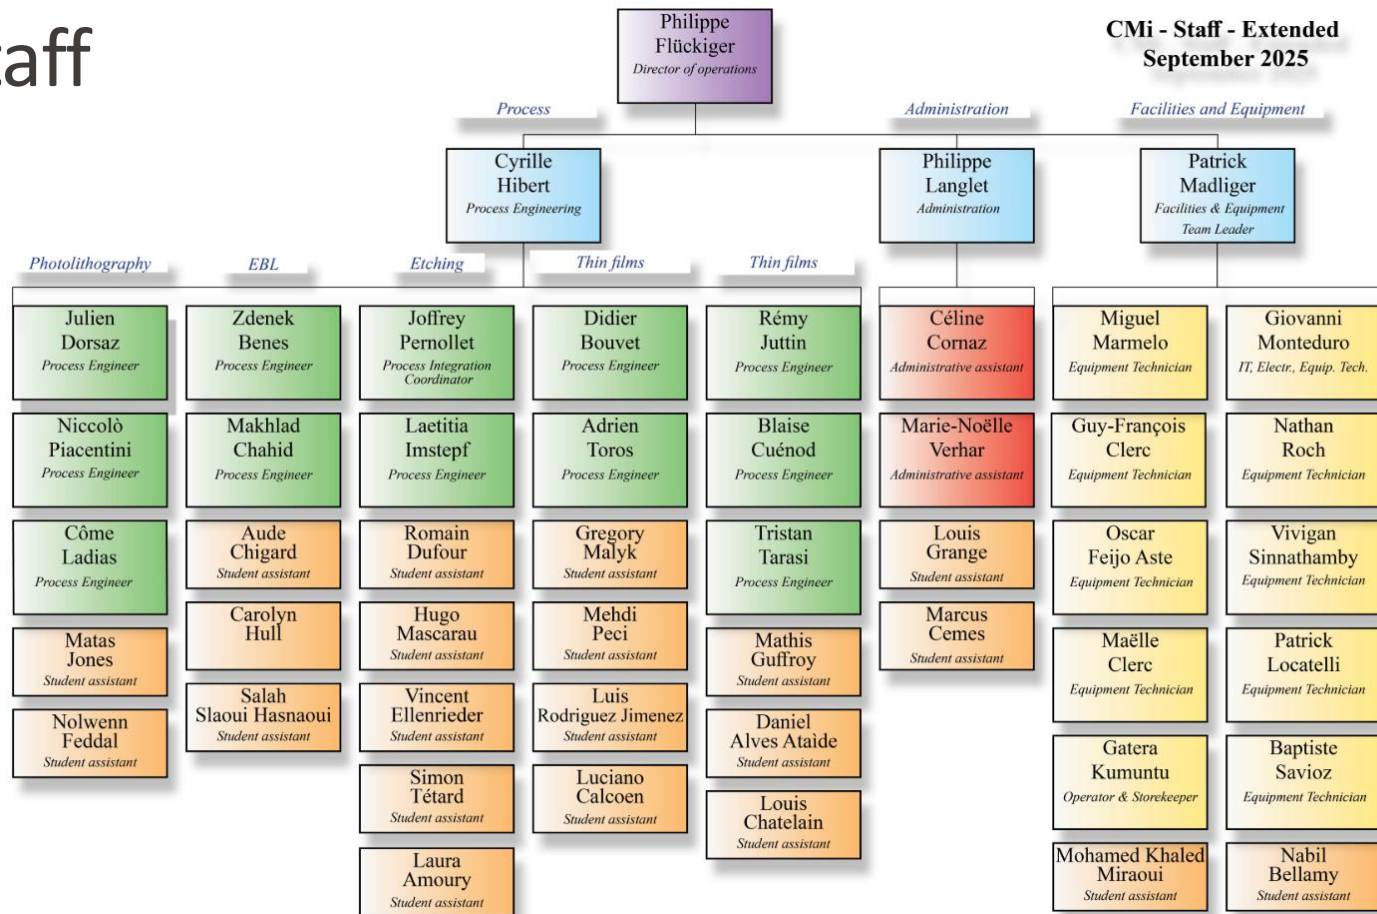 taff
CMi - Staff - Extended
September 2025
Philippe
Flückiger
Director of operations
Process
Administration
Facilities and Equipment
Cyrille
Hibert
Process Engineering
Philippe
Langlet
Administration
Patrick
Madliger
Facilities & Equipment
Team Leader
Photolithography
EBL
Etching
Thin films
Thin films
Julien
Dorsaz
Process Engineer
Niccolò
Piacentini
Process Engineer
Côme
Ladias
Process Engineer
Matas
Jones
Student assistant
Nolwenn
Feddal
Student assistant
Zdenek
Benes
Process Engineer
Makhlad
Chahid
Process Engineer
Aude
Chigard
Student assistant
Carolyn
Hull
Salah
Slaoui Hasnaoui
Student assistant
Joffrey
Pernollet
Process Integration
Coordinator
Laetitia
Imstepf
Process Engineer
Romain
Dufour
Student assistant
Hugo
Mascarau
Student assistant
Vincent
Ellenrieder
Student assistant
Simon
Tétard
Student assistant
Laura
Amoury
Student assistant
Didier
Bouvet
Process Engineer
Adrien
Toros
Process Engineer
Gregory
Malyk
Student assistant
Mehdi
Peci
Student assistant
Luis
Rodriguez Jimenez
Student assistant
Luciano
Calcoen
Student assistant
Rémy
Juttin
Process Engineer
Blaise
Cuénod
Process Engineer
Tristan
Tarasi
Process Engineer
Mathis
Guffroy
Student assistant
Daniel
Alves Ataìde
Student assistant
Louis
Chatelain
Student assistant
Céline
Cornaz
Administrative assistant
Marie-Noëlle
Verhar
Administrative assistant
Louis
Grange
Student assistant
Marcus
Cemes
Student assistant
Miguel
Marmelo
Equipment Technician
Guy-François
Clerc
Equipment Technician
Oscar
Feijo Aste
Equipment Technician
Maëlle
Clerc
Equipment Technician
Gatera
Kumuntu
Operator & Storekeeper
Mohamed Khaled
Miraoui
Student assistant
Giovanni
Monteduro
IT, Electr., Equip. Tech.
Nathan
Roch
Equipment Technician
Vivigan
Sinnathamby
Equipment Technician
Patrick
Locatelli
Equipment Technician
Baptiste
Savioz
Equipment Technician
Nabil
Bellamy
Student assistant